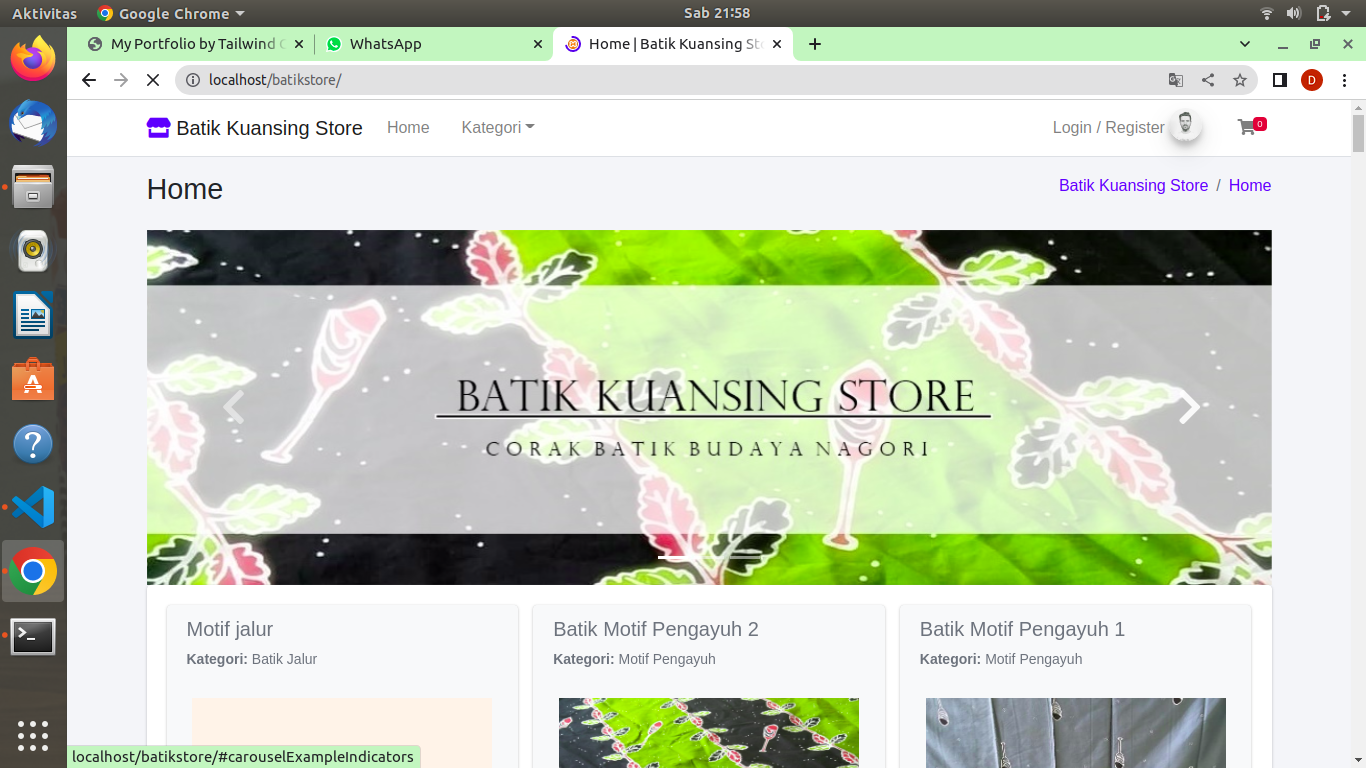 Aktivitas
Google Chrome
Sab 21:58
My Portfolio by Tailwind
WhatsApp
Home | Batik Kuansing Sto
localhost/batikstore/
D
Batik Kuansing Store
Home
Kategori
Login / Register
0
Home
Batik Kuansing Store / Home
BATIK KUANSING STORE
CORAK BATIK BUDAYA NAGORI
Motif jalur
Kategori: Batik Jalur
Batik Motif Pengayuh 2
Kategori: Motif Pengayuh
Batik Motif Pengayuh 1
Kategori: Motif Pengayuh
localhost/batikstore/#carouselExampleIndicators